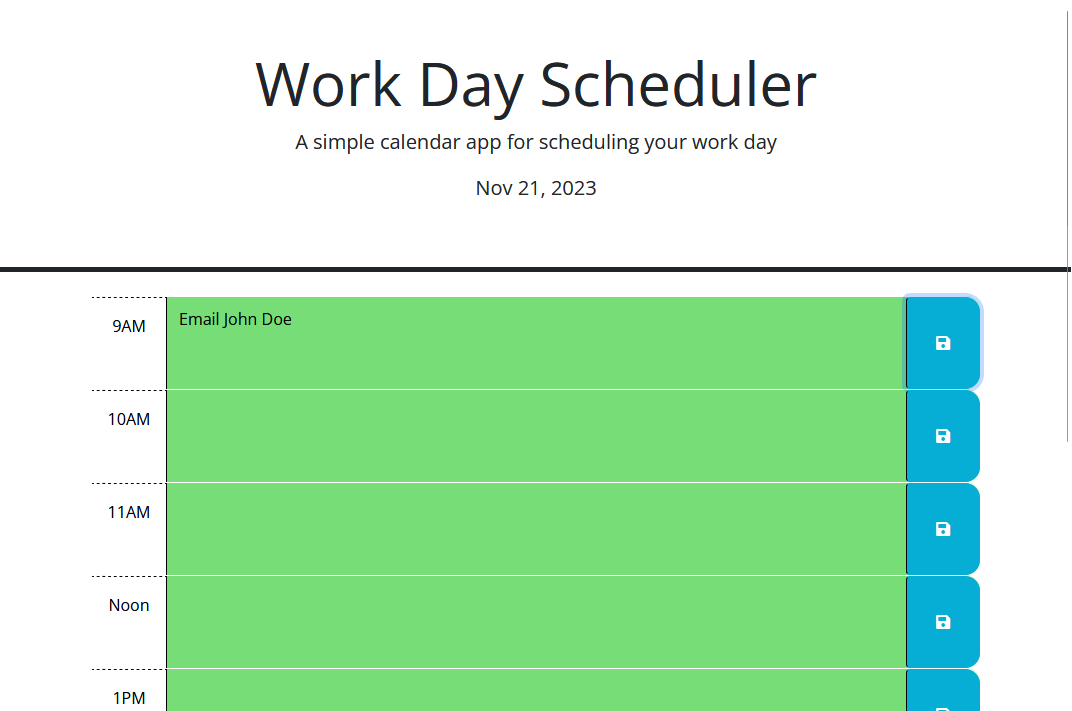 Work Day Scheduler
A simple calendar app for scheduling your work day
Nov 21, 2023
9AM
Email John Doe
10AM
11AM
Noon
1PM